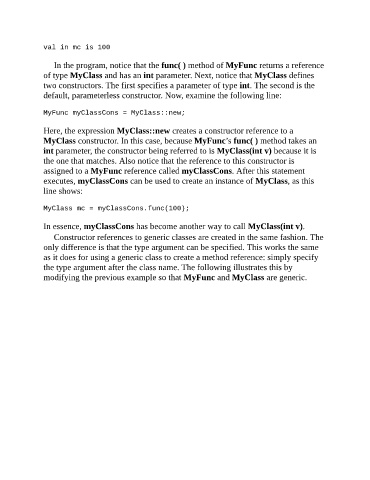 val in mc is 100
In the program, notice that the func( ) method of MyFunc returns a reference
of type MyClass and has an int parameter. Next, notice that MyClass defines
two constructors. The first specifies a parameter of type int. The second is the
default, parameterless constructor. Now, examine the following line:
MyFunc myClassCons = MyClass::new;
Here, the expression MyClass::new creates a constructor reference to a
MyClass constructor. In this case, because MyFunc's func( ) method takes an
int parameter, the constructor being referred to is MyClass(int v) because it is
the one that matches. Also notice that the reference to this constructor is
assigned to a MyFunc reference called myClassCons. After this statement
executes, myClassCons can be used to create an instance of MyClass, as this
line shows:
MyClass mc = myClassCons.func(100);
In essence, myClassCons has become another way to call MyClass(int v).
Constructor references to generic classes are created in the same fashion. The
only difference is that the type argument can be specified. This works the same
as it does for using a generic class to create a method reference: simply specify
the type argument after the class name. The following illustrates this by
modifying the previous example so that MyFunc and MyClass are generic.